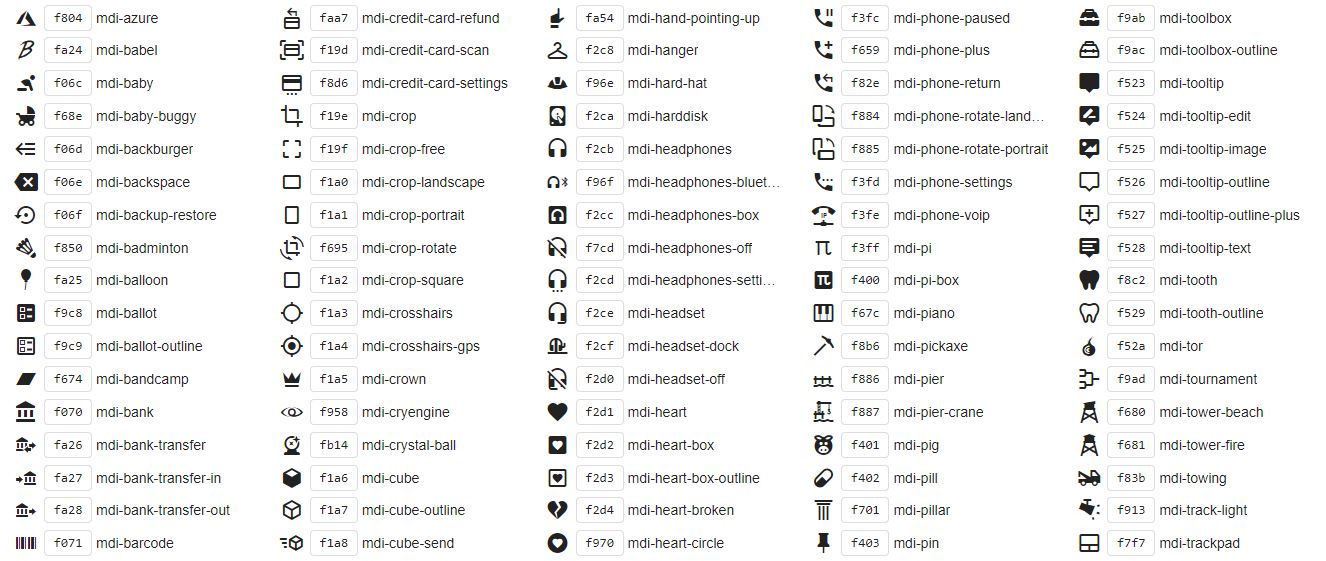 f804 mdi-azure faa7 mdi-credit-card-refund fa54 mdi-hand-pointing-up f3fc mdi-phone-paused f9ab mdi-toolbox
fa24 mdi-babel f19d mdi-credit-card-scan f2c8 mdi-hanger f659 mdi-phone-plus f9ac mdi-toolbox-outline
f06c mdi-baby f8d6 mdi-credit-card-settings f96e mdi-hard-hat f82e mdi-phone-return f523 mdi-tooltip
f68e mdi-baby-buggy f19e mdi-crop f2ca mdi-harddisk f884 mdi-phone-rotate-land… f524 mdi-tooltip-edit
f06d mdi-backburger f19f mdi-crop-free f2cb mdi-headphones f885 mdi-phone-rotate-portrait f525 mdi-tooltip-image
f06e mdi-backspace f1a0 mdi-crop-landscape f96f mdi-headphones-bluet… f3fd mdi-phone-settings f526 mdi-tooltip-outline
f06f mdi-backup-restore f1a1 mdi-crop-portrait f2cc mdi-headphones-box f3fe mdi-phone-voip f527 mdi-tooltip-outline-plus
f850 mdi-badminton f695 mdi-crop-rotate f7cd mdi-headphones-off f3ff mdi-pi f528 mdi-tooltip-text
fa25 mdi-balloon f1a2 mdi-crop-square f2cd mdi-headphones-setti… f400 mdi-pi-box f8c2 mdi-tooth
f9c8 mdi-ballot f1a3 mdi-crosshairs f2ce mdi-headset f67c mdi-piano f529 mdi-tooth-outline
f9c9 mdi-ballot-outline f1a4 mdi-crosshairs-gps f2cf mdi-headset-dock f8b6 mdi-pickaxe f52a mdi-tor
f674 mdi-bandcamp f1a5 mdi-crown f2d0 mdi-headset-off f886 mdi-pier f9ad mdi-tournament
f070 mdi-bank f958 mdi-cryengine f2d1 mdi-heart f887 mdi-pier-crane f680 mdi-tower-beach
fa26 mdi-bank-transfer fb14 mdi-crystal-ball f2d2 mdi-heart-box f401 mdi-pig f681 mdi-tower-fire
fa27 mdi-bank-transfer-in f1a6 mdi-cube f2d3 mdi-heart-box-outline f402 mdi-pill f83b mdi-towing
fa28 mdi-bank-transfer-out f1a7 mdi-cube-outline f2d4 mdi-heart-broken f701 mdi-pillar f913 mdi-track-light
f071 mdi-barcode f1a8 mdi-cube-send f970 mdi-heart-circle f403 mdi-pin f7f7 mdi-trackpad